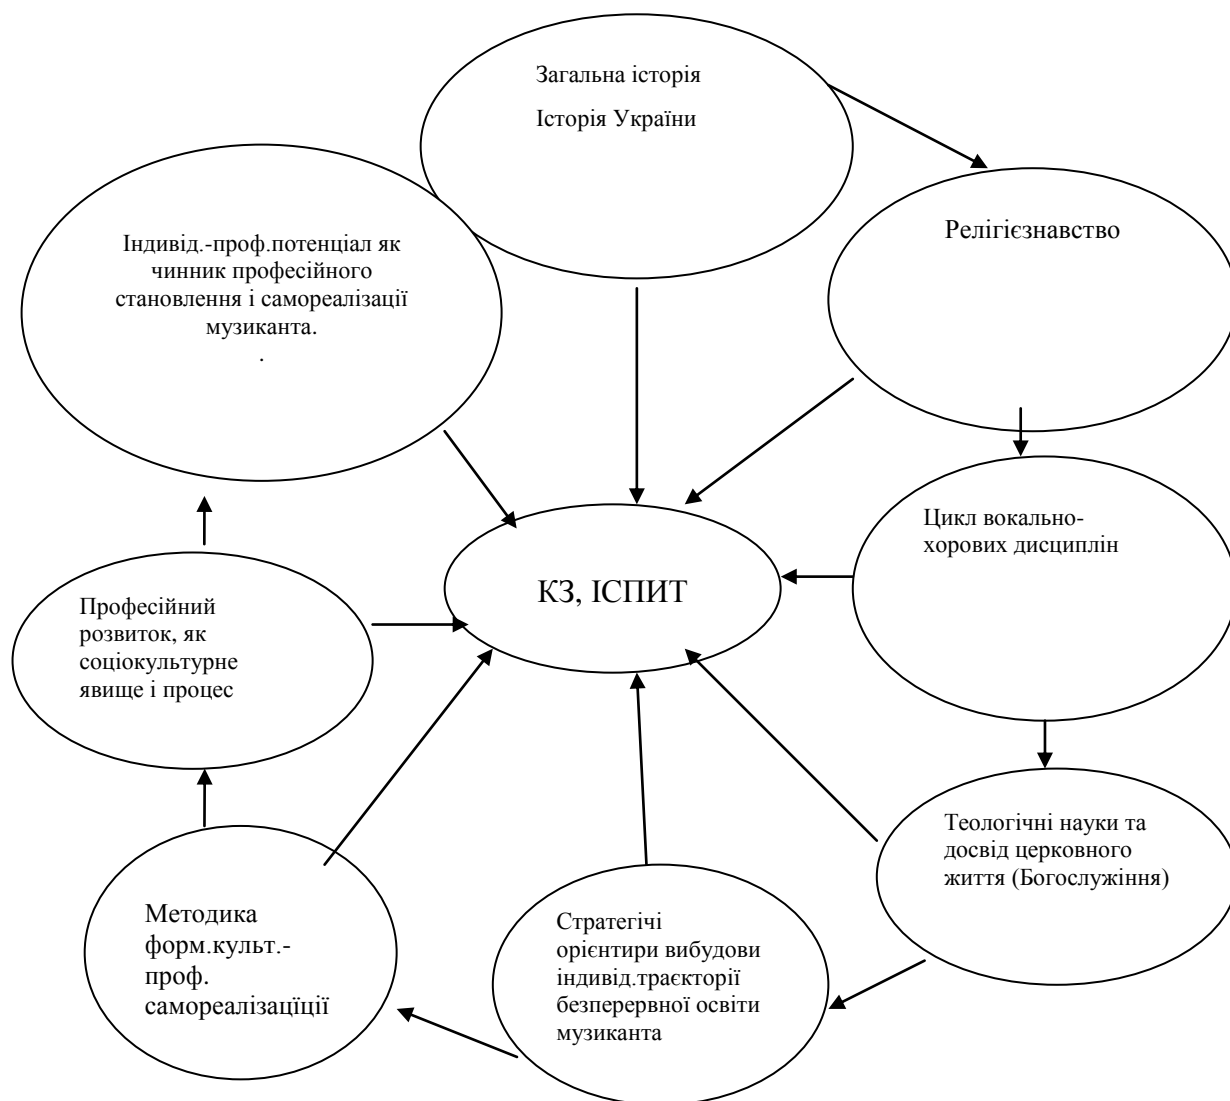 Загальна історія
Історія України
Релігієзнавство
Індивід.-проф.потенціал як
чинник професійного
становлення і самореалізації
музиканта.
.
Цикл вокально-
хорових дисциплін
КЗ, ІСПИТ
Професійний
розвиток, як
соціокультурне
явище і процес
Теологічні науки та
досвід церковного
життя (Богослужіння)
Методика
форм.культ.-
проф.
самореалізацїції
Стратегічі
орієнтири вибудови
індивід.траєкторії
безперервної освіти
музиканта